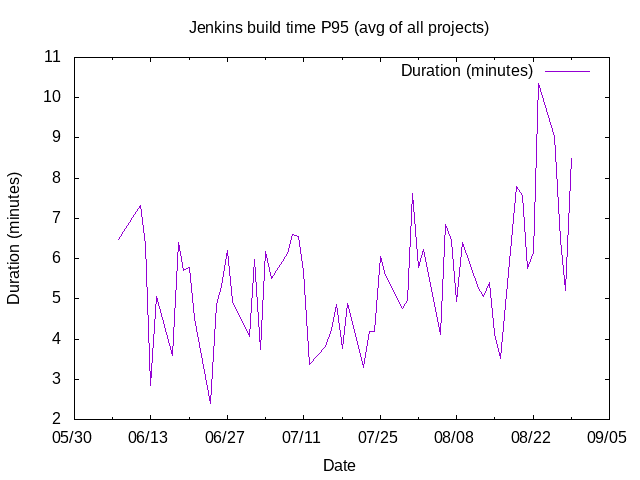 Jenkins build time P95 (avg of all projects)
11
Duration (minutes)
10
9
8
7
6
5
4
3
2
Duration (minutes)
05/30 06/13 06/27 07/11 07/25 08/08 08/22 09/05
Date